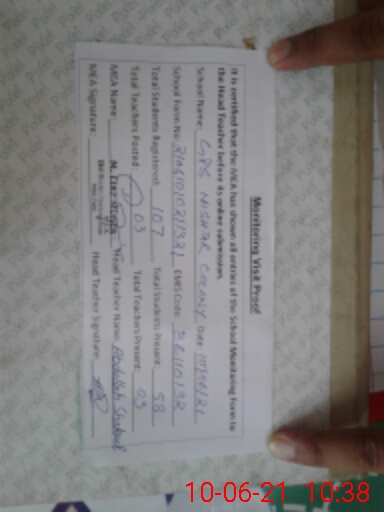 Monitoring Visit Proof
It is certified that the MEA has shown all entries of the School Monitoring Form to
the Head Teacher before its online submission.
School Name: GPS NISHTAR COLONY Date 10/06/21
School Form No. EMIS Code:
Total Students Registered: 107 Total Students Present: 58
Total Teachers Posted: 03 Total Teachers Present: 03
MEA Name: Head Teacher Name: Abdullah
MEA Signature: Head Teacher Signature:
10-06-21 10:38